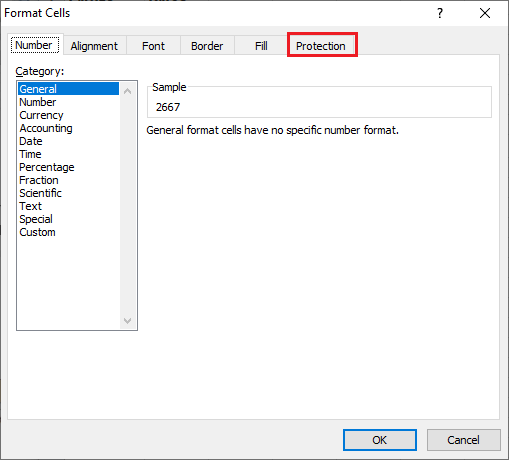 Format Cells
? X
Number Alignment Font Border Fill Protection
Category:
General
Number
Currency
Accounting
Date
Time
Percentage
Fraction
Scientific
Text
Special
Custom
Sample
2667
General format cells have no specific number format.
OK Cancel